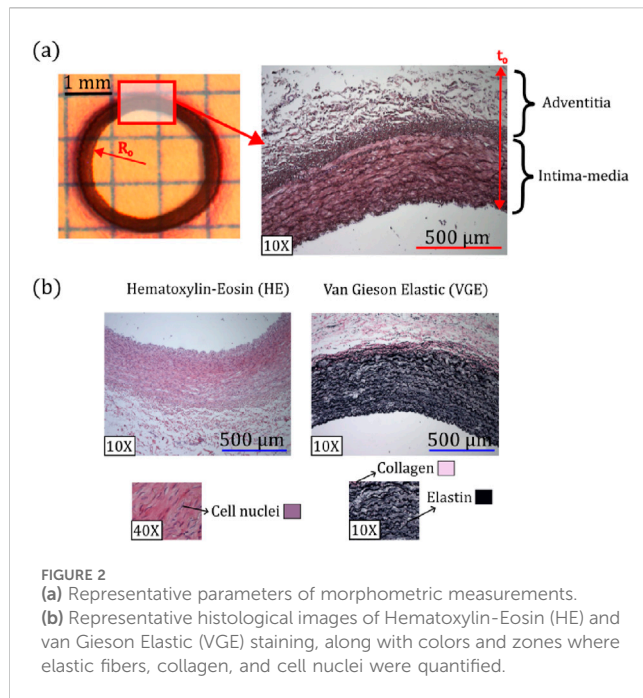 (a)
1 mm
R₀
t₀
Adventitia
Intima-media
10X
500 µm
(b)
Hematoxylin-Eosin (HE)
Van Gieson Elastic (VGE)
10X
500 µm
10X
500 µm
Collagen
Cell nuclei
Elastin
40X
10X
FIGURE 2
(a) Representative parameters of morphometric measurements.
(b) Representative histological images of Hematoxylin-Eosin (HE) and
van Gieson Elastic (VGE) staining, along with colors and zones where
elastic fibers, collagen, and cell nuclei were quantified.